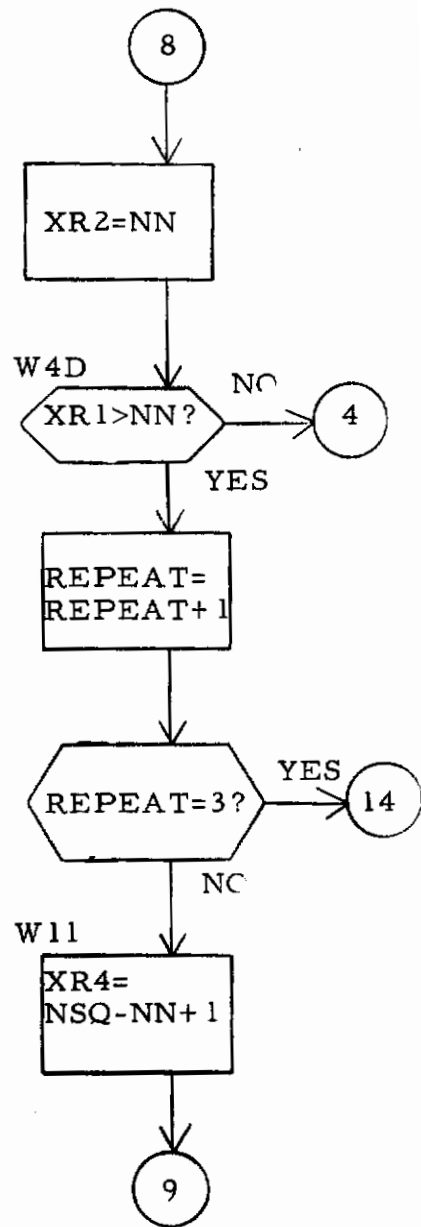 8
XR2=NN
W4D
XR1>NN?
NO
4
YES
REPEAT=
REPEAT+1
REPEAT=3?
YES
14
NO
W11
XR4=
NSQ-NN+1
9